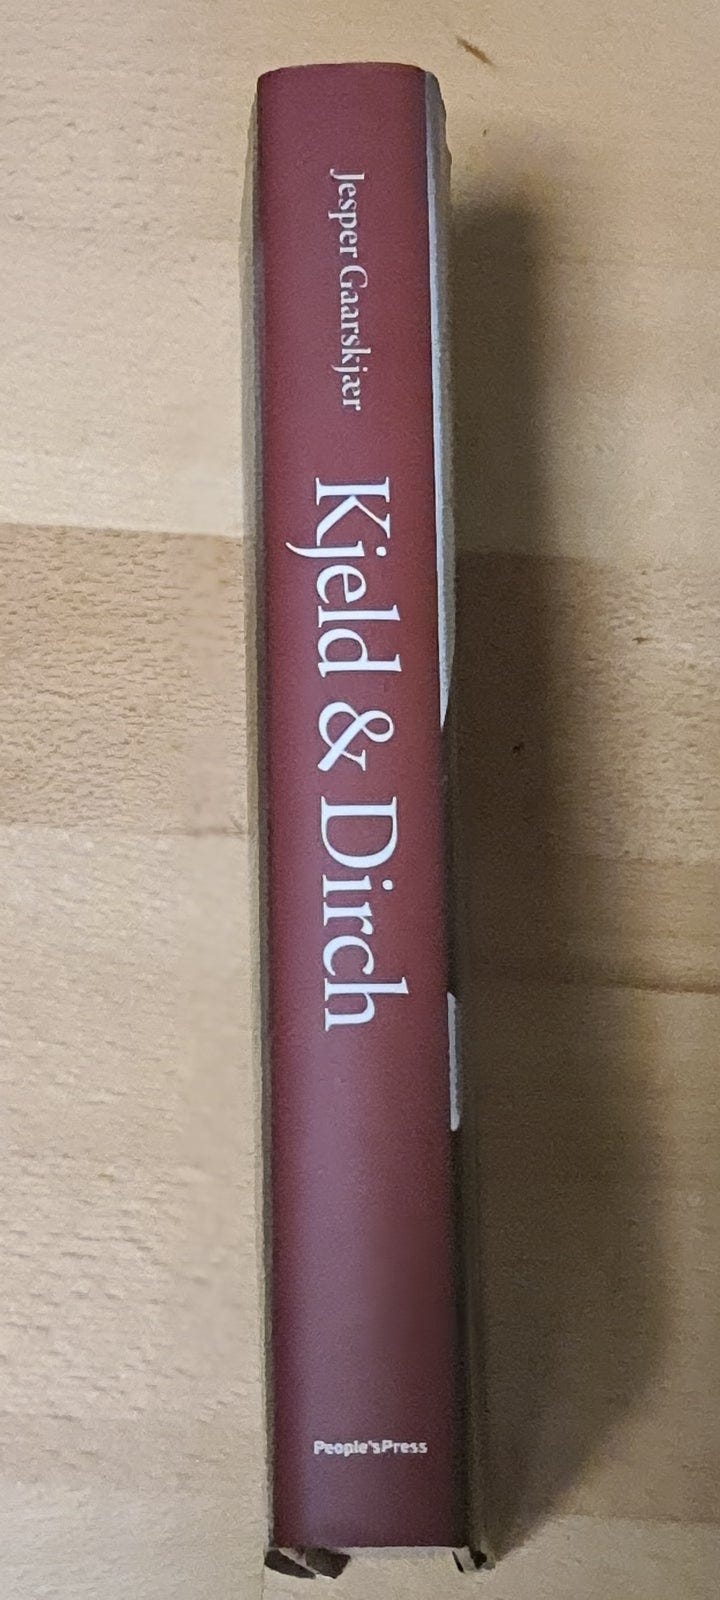 Jesper Gaarskjær
Kjeld & Dirch
People'sPress